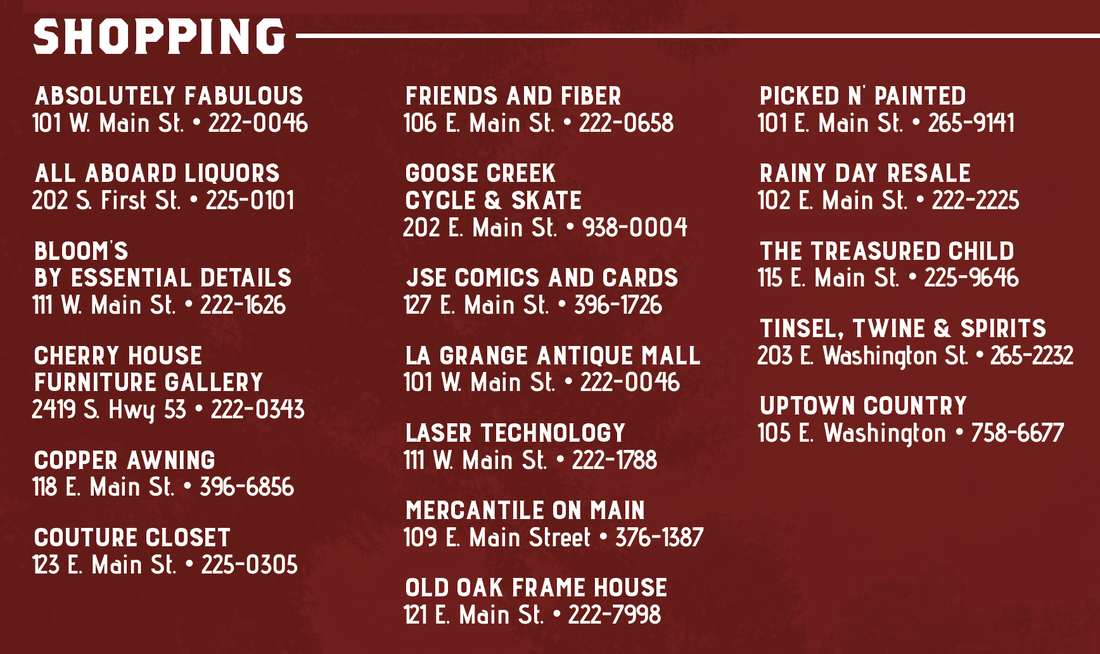 SHOPPING
ABSOLUTELY FABULOUS
101 W. Main St. • 222-0046
ALL ABOARD LIQUORS
202 S. First St. • 225-0101
BLOOM'S
BY ESSENTIAL DETAILS
111 W. Main St. • 222-1626
CHERRY HOUSE
FURNITURE GALLERY
2419 S. Hwy 53 • 222-0343
COPPER AWNING
118 E. Main St. • 396-6856
COUTURE CLOSET
123 E. Main St. • 225-0305
FRIENDS AND FIBER
106 E. Main St. • 222-0658
GOOSE CREEK
CYCLE & SKATE
202 E. Main St. • 938-0004
JSE COMICS AND CARDS
127 E. Main St. • 396-1726
LA GRANGE ANTIQUE MALL
101 W. Main St. • 222-0046
LASER TECHNOLOGY
111 W. Main St. • 222-1788
MERCANTILE ON MAIN
109 E. Main Street • 376-1387
OLD OAK FRAME HOUSE
121 E. Main St. • 222-7998
PICKED N' PAINTED
101 E. Main St. • 265-9141
RAINY DAY RESALE
102 E. Main St. • 222-2225
THE TREASURED CHILD
115 E. Main St. • 225-9646
TINSEL, TWINE & SPIRITS
203 E. Washington St. • 265-2232
UPTOWN COUNTRY
105 E. Washington • 758-6677